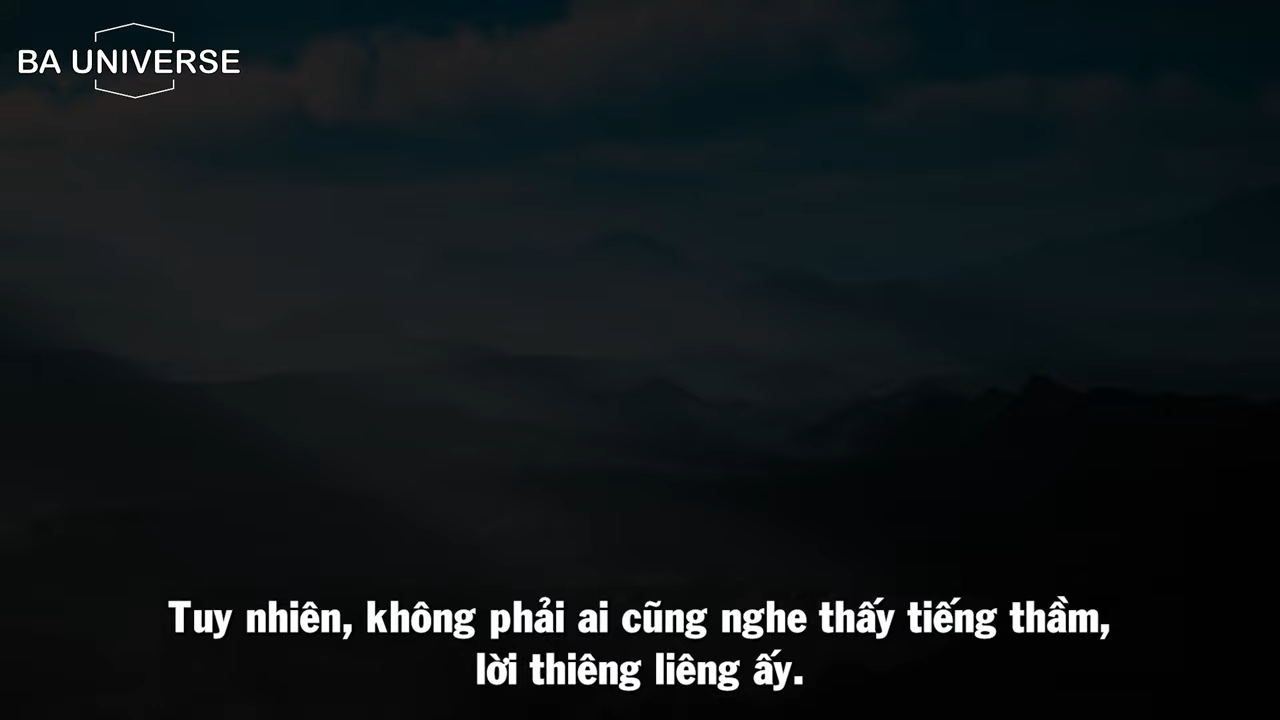 BA UNIVERSE
Tuy nhiên, không phải ai cũng nghe thấy tiếng thầm,
lời thiêng liêng ấy.